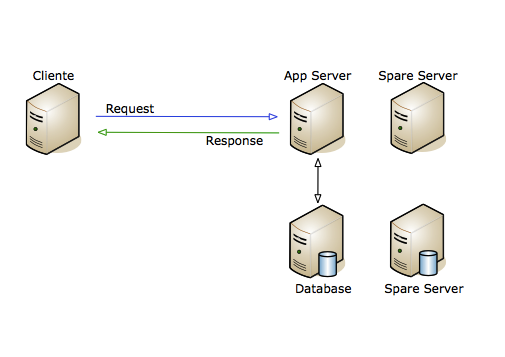 Cliente
App Server
Spare Server
Request
Response
Database
Spare Server